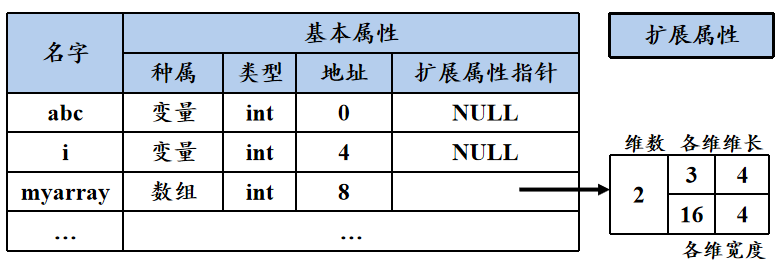 名字 基本属性 扩展属性
种属 类型 地址 扩展属性指针
abc 变量 int 0 NULL
i 变量 int 4 NULL
myarray 数组 int 8
… …
维数 各维维长
2 3 4
16 4
各维宽度